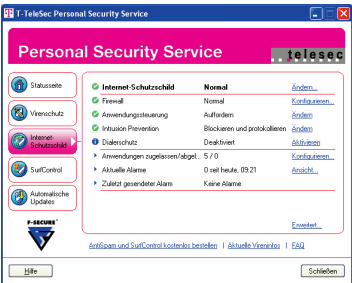 T-TeleSec Personal Security Service
Personal Security Service
telesec
Statusseite
Virenschutz
Internet-Schutzschild
SurfControl
Automatische Updates
F-SECURE
Internet-Schutzschild Normal Ändern...
Firewall Normal Konfigurieren...
Anwendungssteuerung Auffordern Ändern
Intrusion Prevention Blockieren und protokollieren Ändern
Dialerschutz Deaktiviert Aktivieren
Anwendungen zugelassen/abgel... 5 / 0 Konfigurieren...
Aktuelle Alarme 0 seit heute, 09:21 Ansicht...
Zuletzt gesendeter Alarm Keine Alarme
Erweitert...
AntiSpam und SurfControl kostenlos bestellen | Aktuelle Vireninfos | FAQ
Hilfe
Schließen